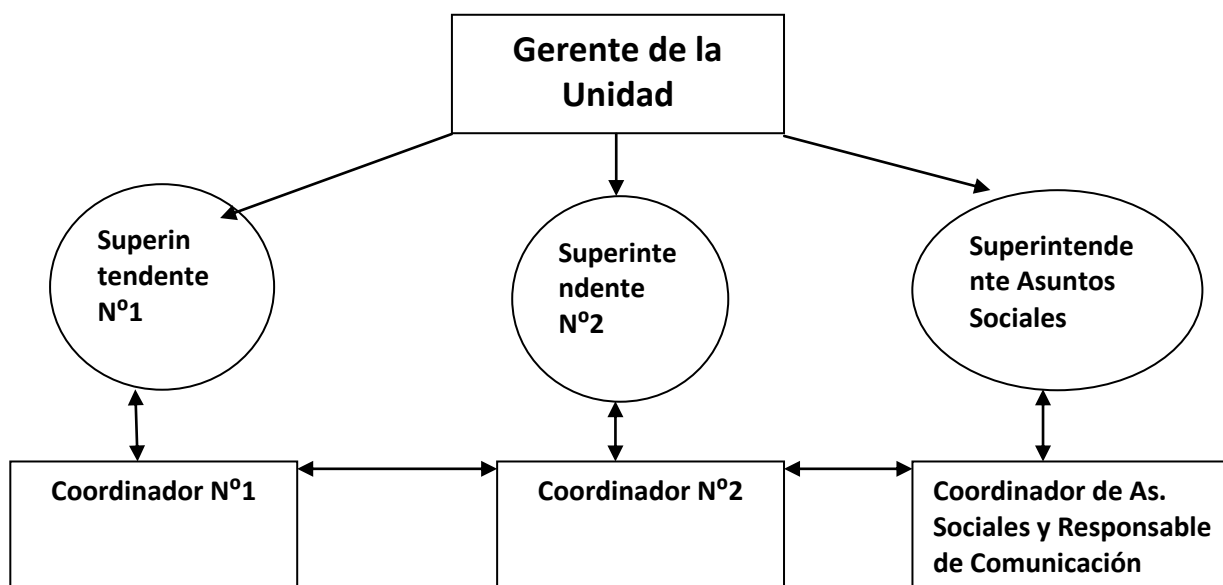 Gerente de la
Unidad
Superin
tendente
Nº1
Superinte
ndente
Nº2
Superintende
nte Asuntos
Sociales
Coordinador Nº1
Coordinador Nº2
Coordinador de As.
Sociales y Responsable
de Comunicación